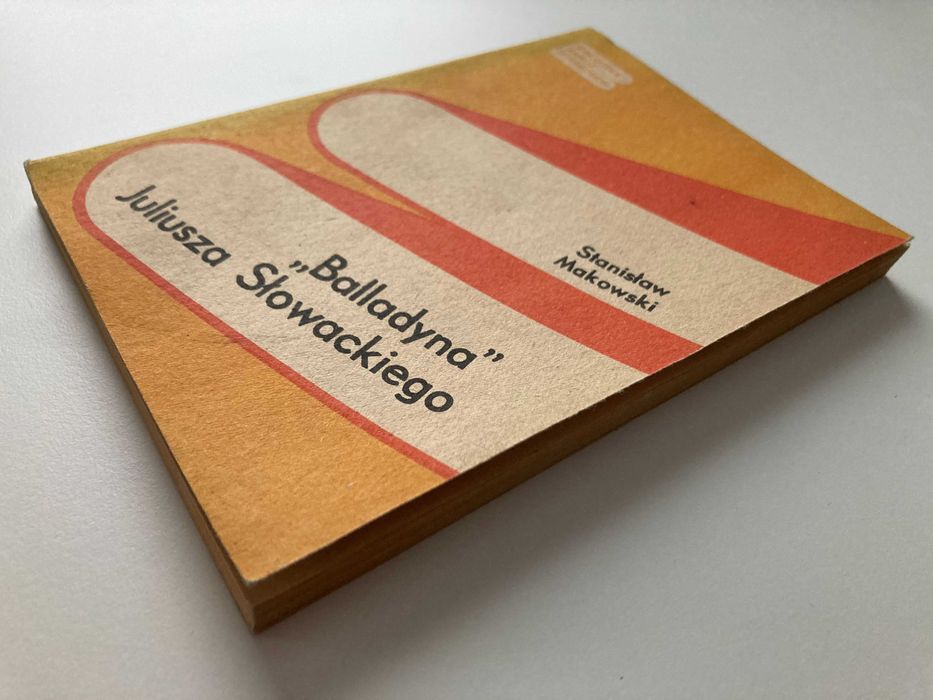 Stanisław
Makowski
„Balladyna”
Juliusza Słowackiego